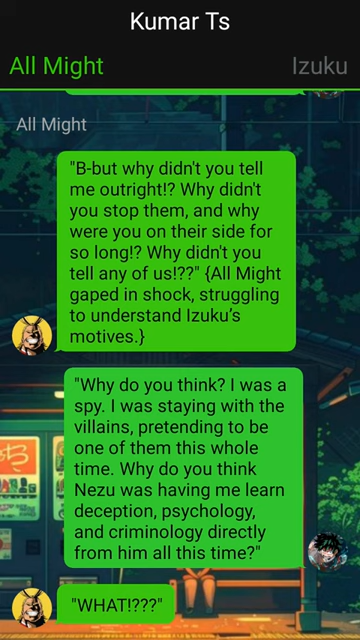 Kumar Ts
All Might
Izuku
All Might
"B-but why didn't you tell
me outright!? Why didn't
you stop them, and why
were you on their side for
so long!? Why didn't you
tell any of us!??" {All Might
gaped in shock, struggling
to understand Izuku’s
motives.}
"Why do you think? I was a
spy. I was staying with the
villains, pretending to be
one of them this whole
time. Why do you think
Nezu was having me learn
deception, psychology,
and criminology directly
from him all this time?"
"WHAT!???"